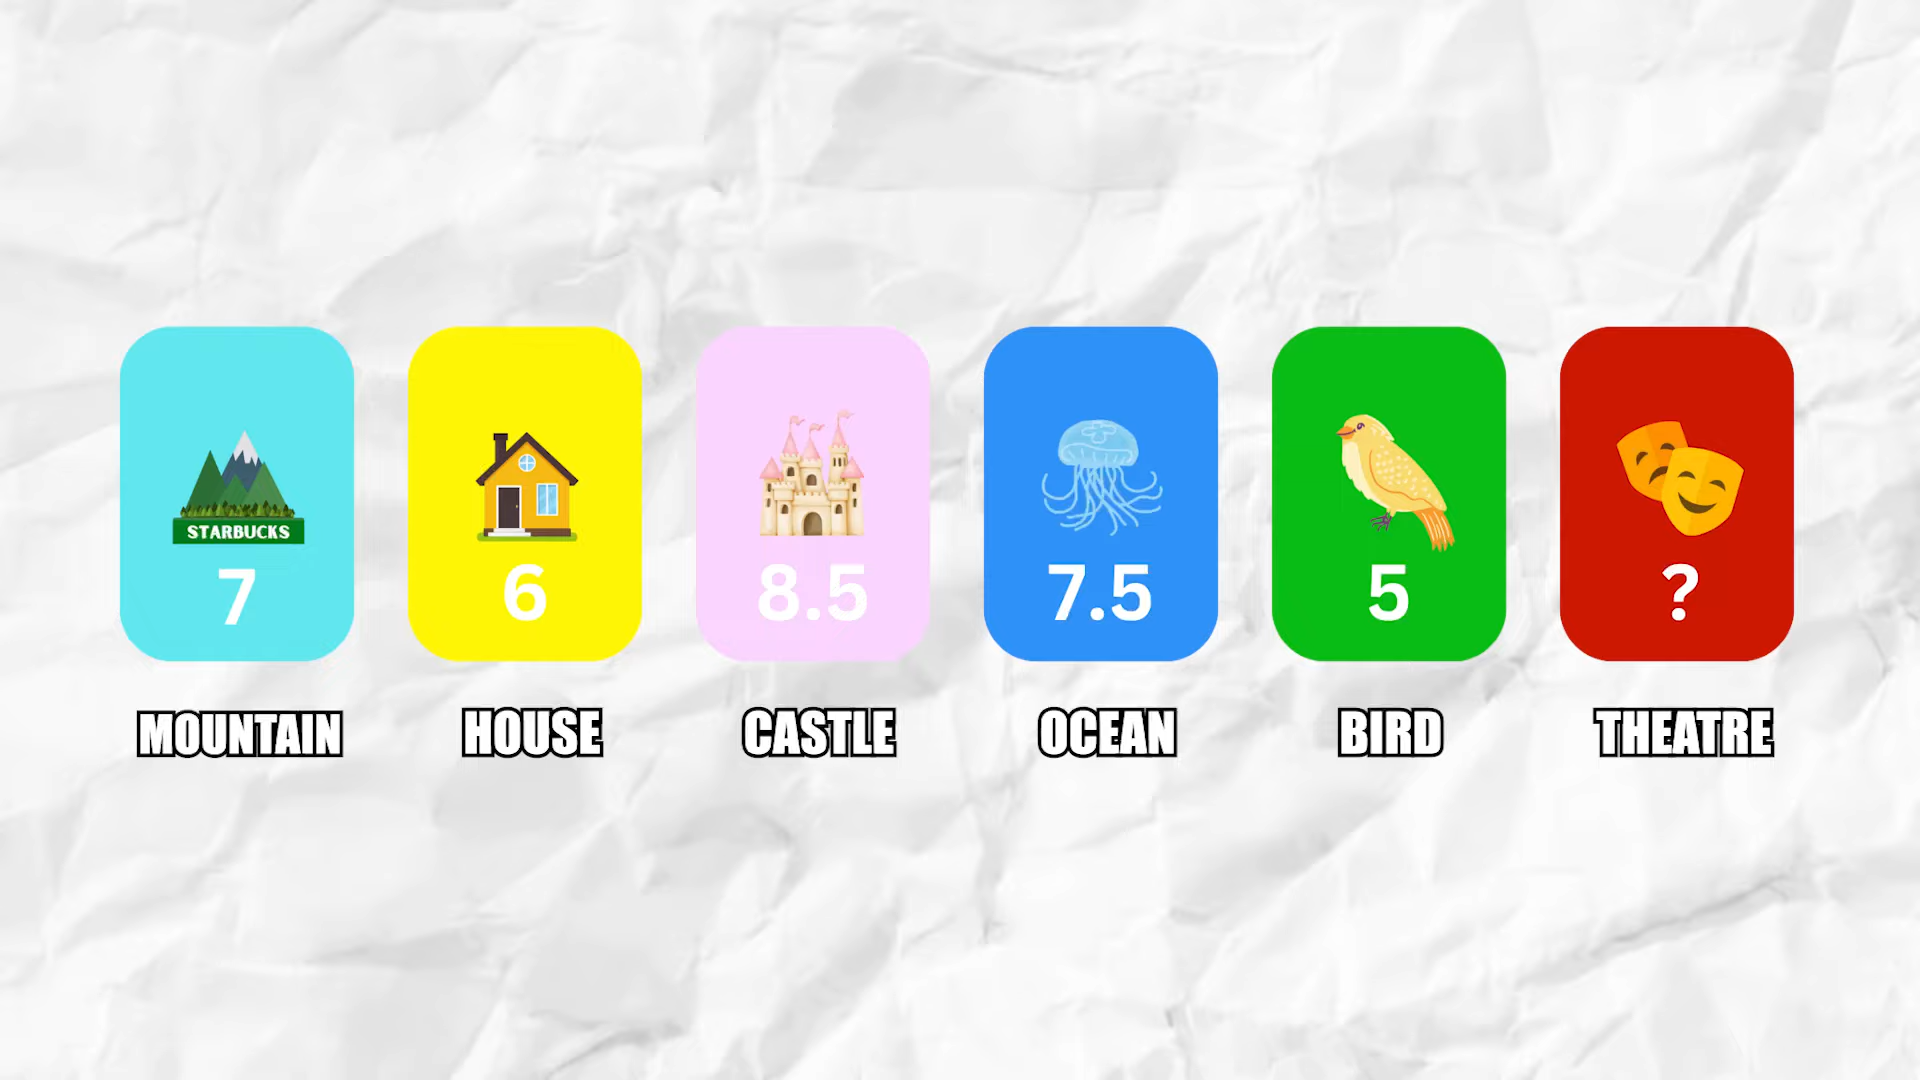 STARBUCKS
7
6
8.5
7.5
5
?
MOUNTAIN
HOUSE
CASTLE
OCEAN
BIRD
THEATRE